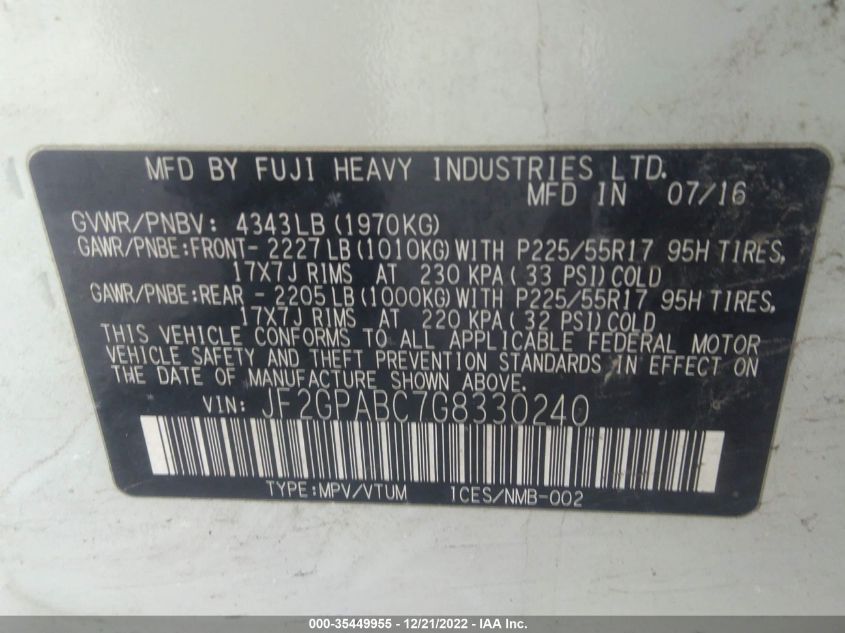 MFD BY FUJI HEAVY INDUSTRIES LTD.
MFD IN 07/16
GVWR/PNBV: 4343LB(1970KG)
GAWR/PNBE:FRONT- 2227LB(1010KG)WITH P225/55R17 95H TIRES,
17X7J RIMS AT 230 KPA( 33 PSI)COLD
GAWR/PNBE:REAR - 2205LB(1000KG)WITH P225/55R17 95H TIRES,
17X7J RIMS AT 220 KPA( 32 PSI)COLD
THIS VEHICLE CONFORMS TO ALL APPLICABLE FEDERAL MOTOR
VEHICLE SAFETY AND THEFT PREVENTION STANDARDS IN EFFECT ON
THE DATE OF MANUFACTURE SHOWN ABOVE.
VIN: JF2GPABC7G8330240
TYPE:MPV/VTUM 1CES/NMB-002
000-35449955 - 12/21/2022 - IAA Inc.